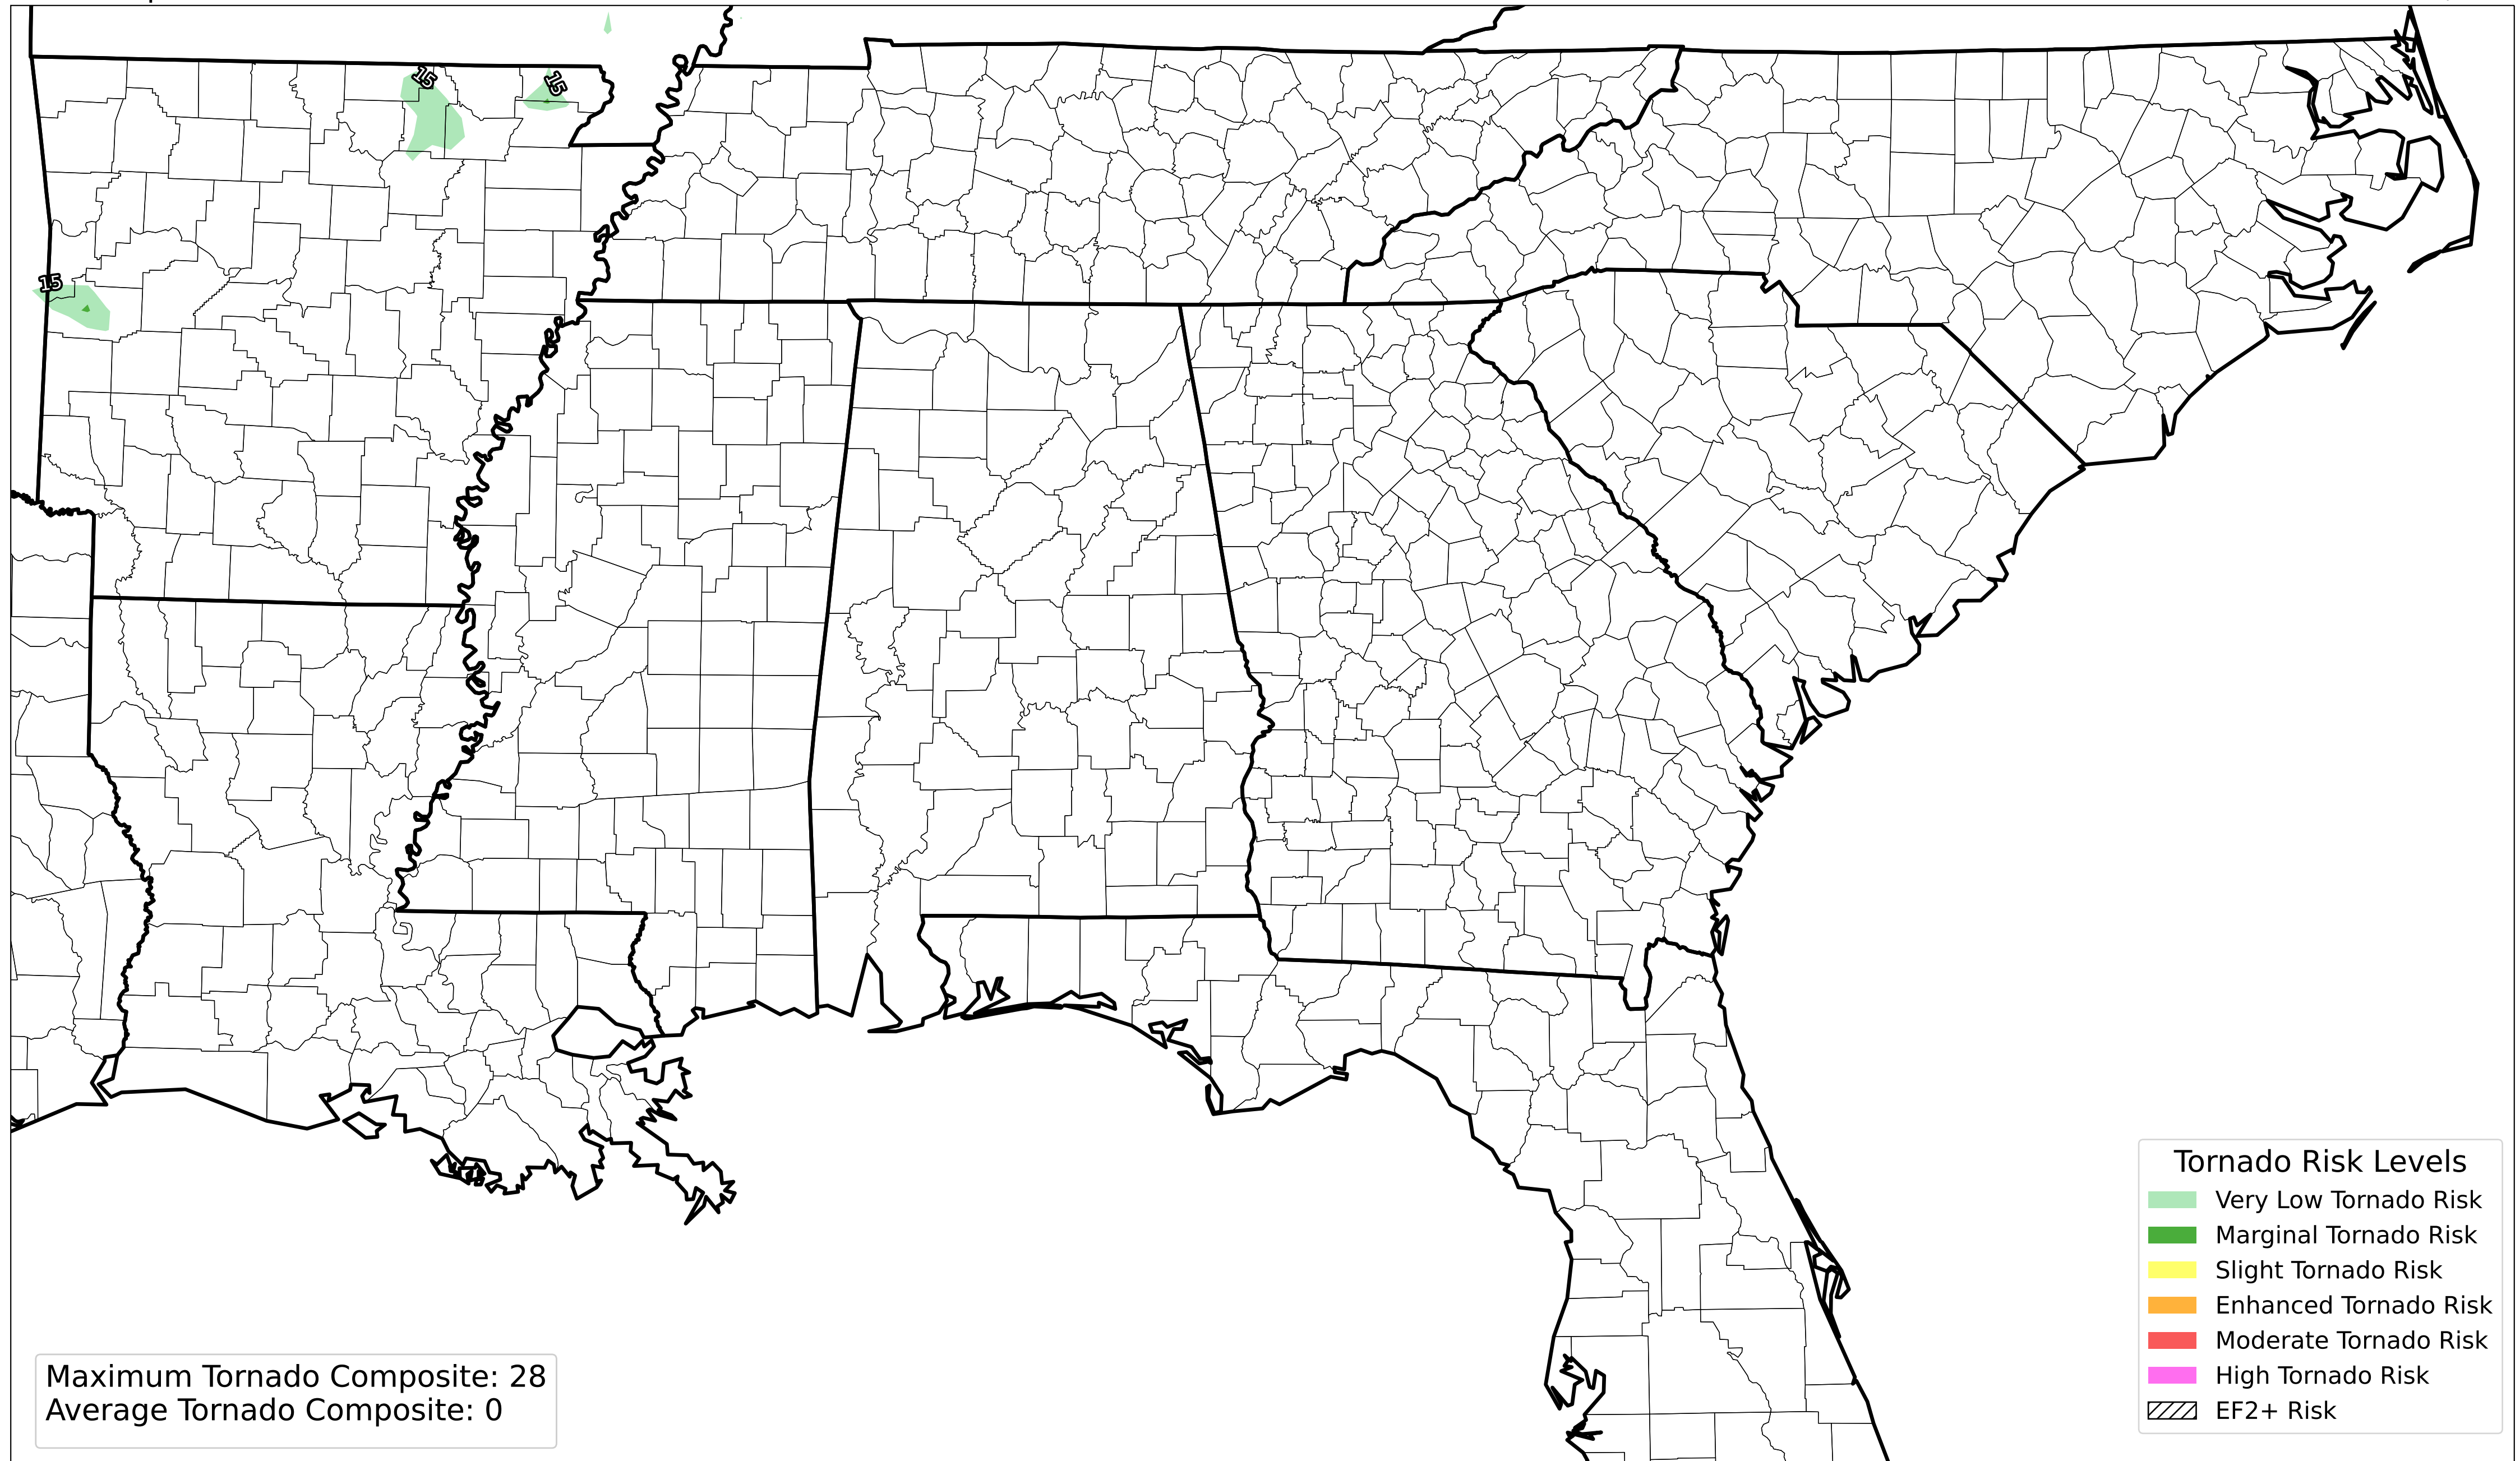 15
15
15
Tornado Risk Levels
Very Low Tornado Risk
Marginal Tornado Risk
Slight Tornado Risk
Enhanced Tornado Risk
Moderate Tornado Risk
High Tornado Risk
EF2+ Risk
Maximum Tornado Composite: 28
Average Tornado Composite: 0